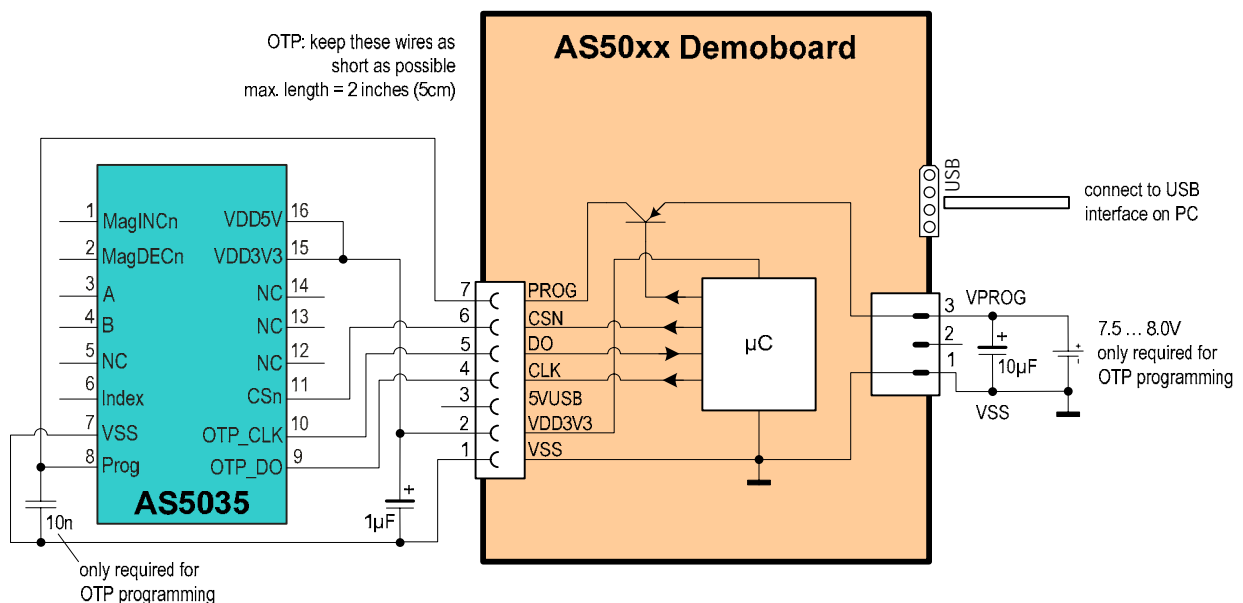 OTP: keep these wires as
short as possible
max. length = 2 inches (5cm)
AS50xx Demoboard
USB
connect to USB
interface on PC
1 MagINCn
2 MagDECn
3 A
4 B
5 NC
6 Index
7 VSS
8 Prog
VDD5V 16
VDD3V3 15
NC 14
NC 13
NC 12
CSn 11
OTP_CLK 10
OTP_DO 9
AS5035
10n
1µF
+
only required for
OTP programming
7 PROG
6 CSN
5 DO
4 CLK
3 5VUSB
2 VDD3V3
1 VSS
µC
3 VPROG
2
1
+
10µF
VSS
+
-
7.5 ... 8.0V
only required for
OTP programming